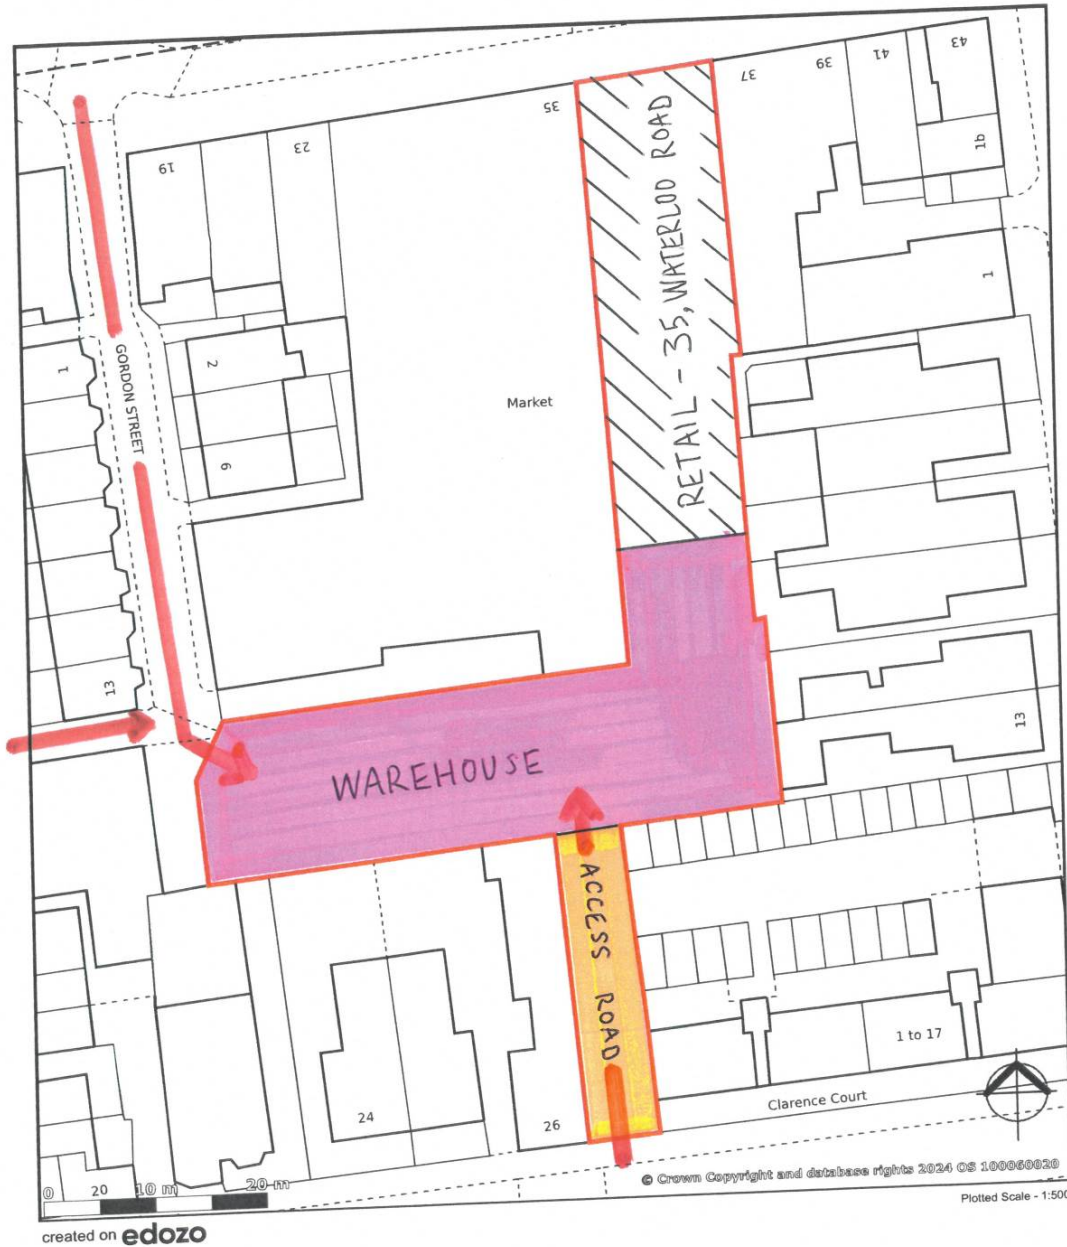 43
41
39
37
35
23
19
1b
RETAIL - 35, WATERLOO ROAD
1
1
GORDON STREET
2
Market
6
13
13
WAREHOUSE
ACCESS ROAD
1 to 17
24
26
Clarence Court
0 20 10 m 20 m
© Crown Copyright and database rights 2024 OS 100060020
Plotted Scale - 1:500
created on edozo